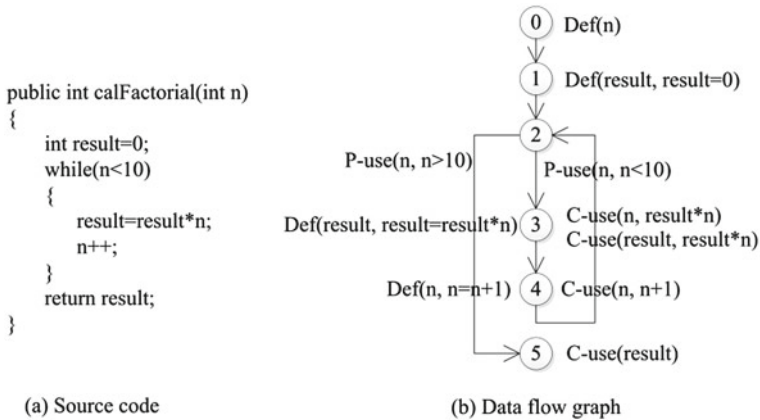 public int calFactorial(int n)
{
int result=0;
while(n<10)
{
result=result*n;
n++;
}
return result;
}
(a) Source code
0 Def(n)
1 Def(result, result=0)
2
P-use(n, n>10) P-use(n, n<10)
Def(result, result=result*n) 3 C-use(n, result*n)
C-use(result, result*n)
Def(n, n=n+1) 4 C-use(n, n+1)
5 C-use(result)
(b) Data flow graph